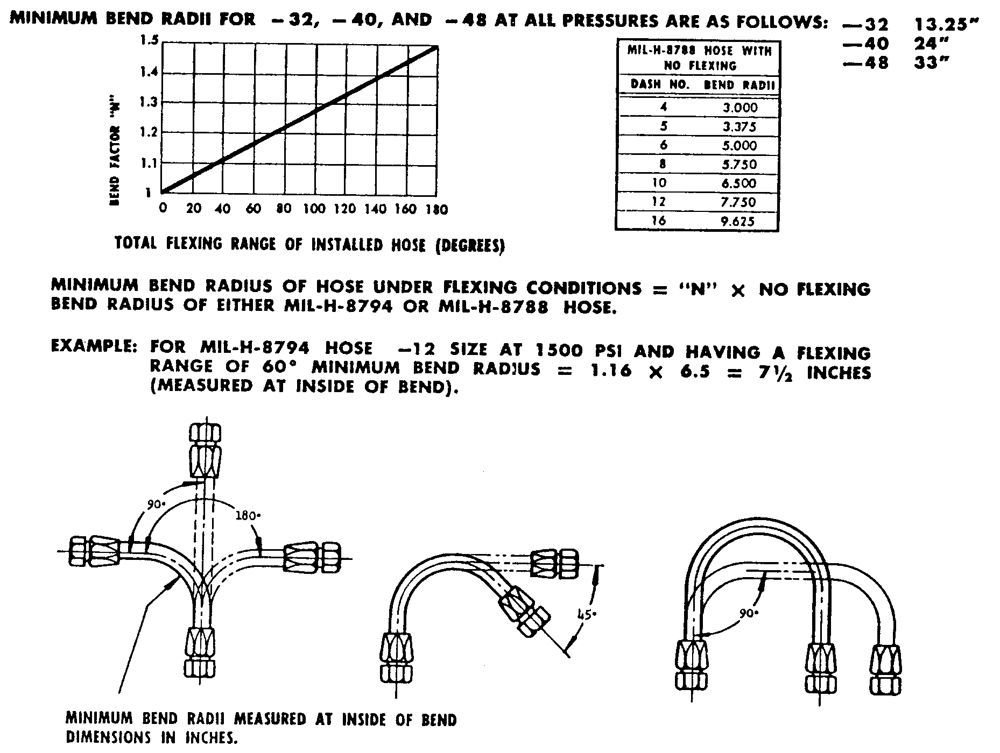 MINIMUM BEND RADII FOR -32, -40, AND -48 AT ALL PRESSURES ARE AS FOLLOWS: -32 13.25"
-40 24"
-48 33"
1.5
1.4
1.3
1.2
1.1
1
BEND FACTOR "N"
0 20 40 60 80 100 120 140 160 180
TOTAL FLEXING RANGE OF INSTALLED HOSE (DEGREES)
MIL-H-8788 HOSE WITH
NO FLEXING
DASH NO. BEND RADII
4 3.000
5 3.375
6 5.000
8 5.750
10 6.500
12 7.750
16 9.625
MINIMUM BEND RADIUS OF HOSE UNDER FLEXING CONDITIONS = "N" X NO FLEXING
BEND RADIUS OF EITHER MIL-H-8794 OR MIL-H-8788 HOSE.
EXAMPLE: FOR MIL-H-8794 HOSE -12 SIZE AT 1500 PSI AND HAVING A FLEXING
RANGE OF 60° MINIMUM BEND RADIUS = 1.16 X 6.5 = 7 1/2 INCHES
(MEASURED AT INSIDE OF BEND).
90°
180°
45°
90°
MINIMUM BEND RADII MEASURED AT INSIDE OF BEND
DIMENSIONS IN INCHES.